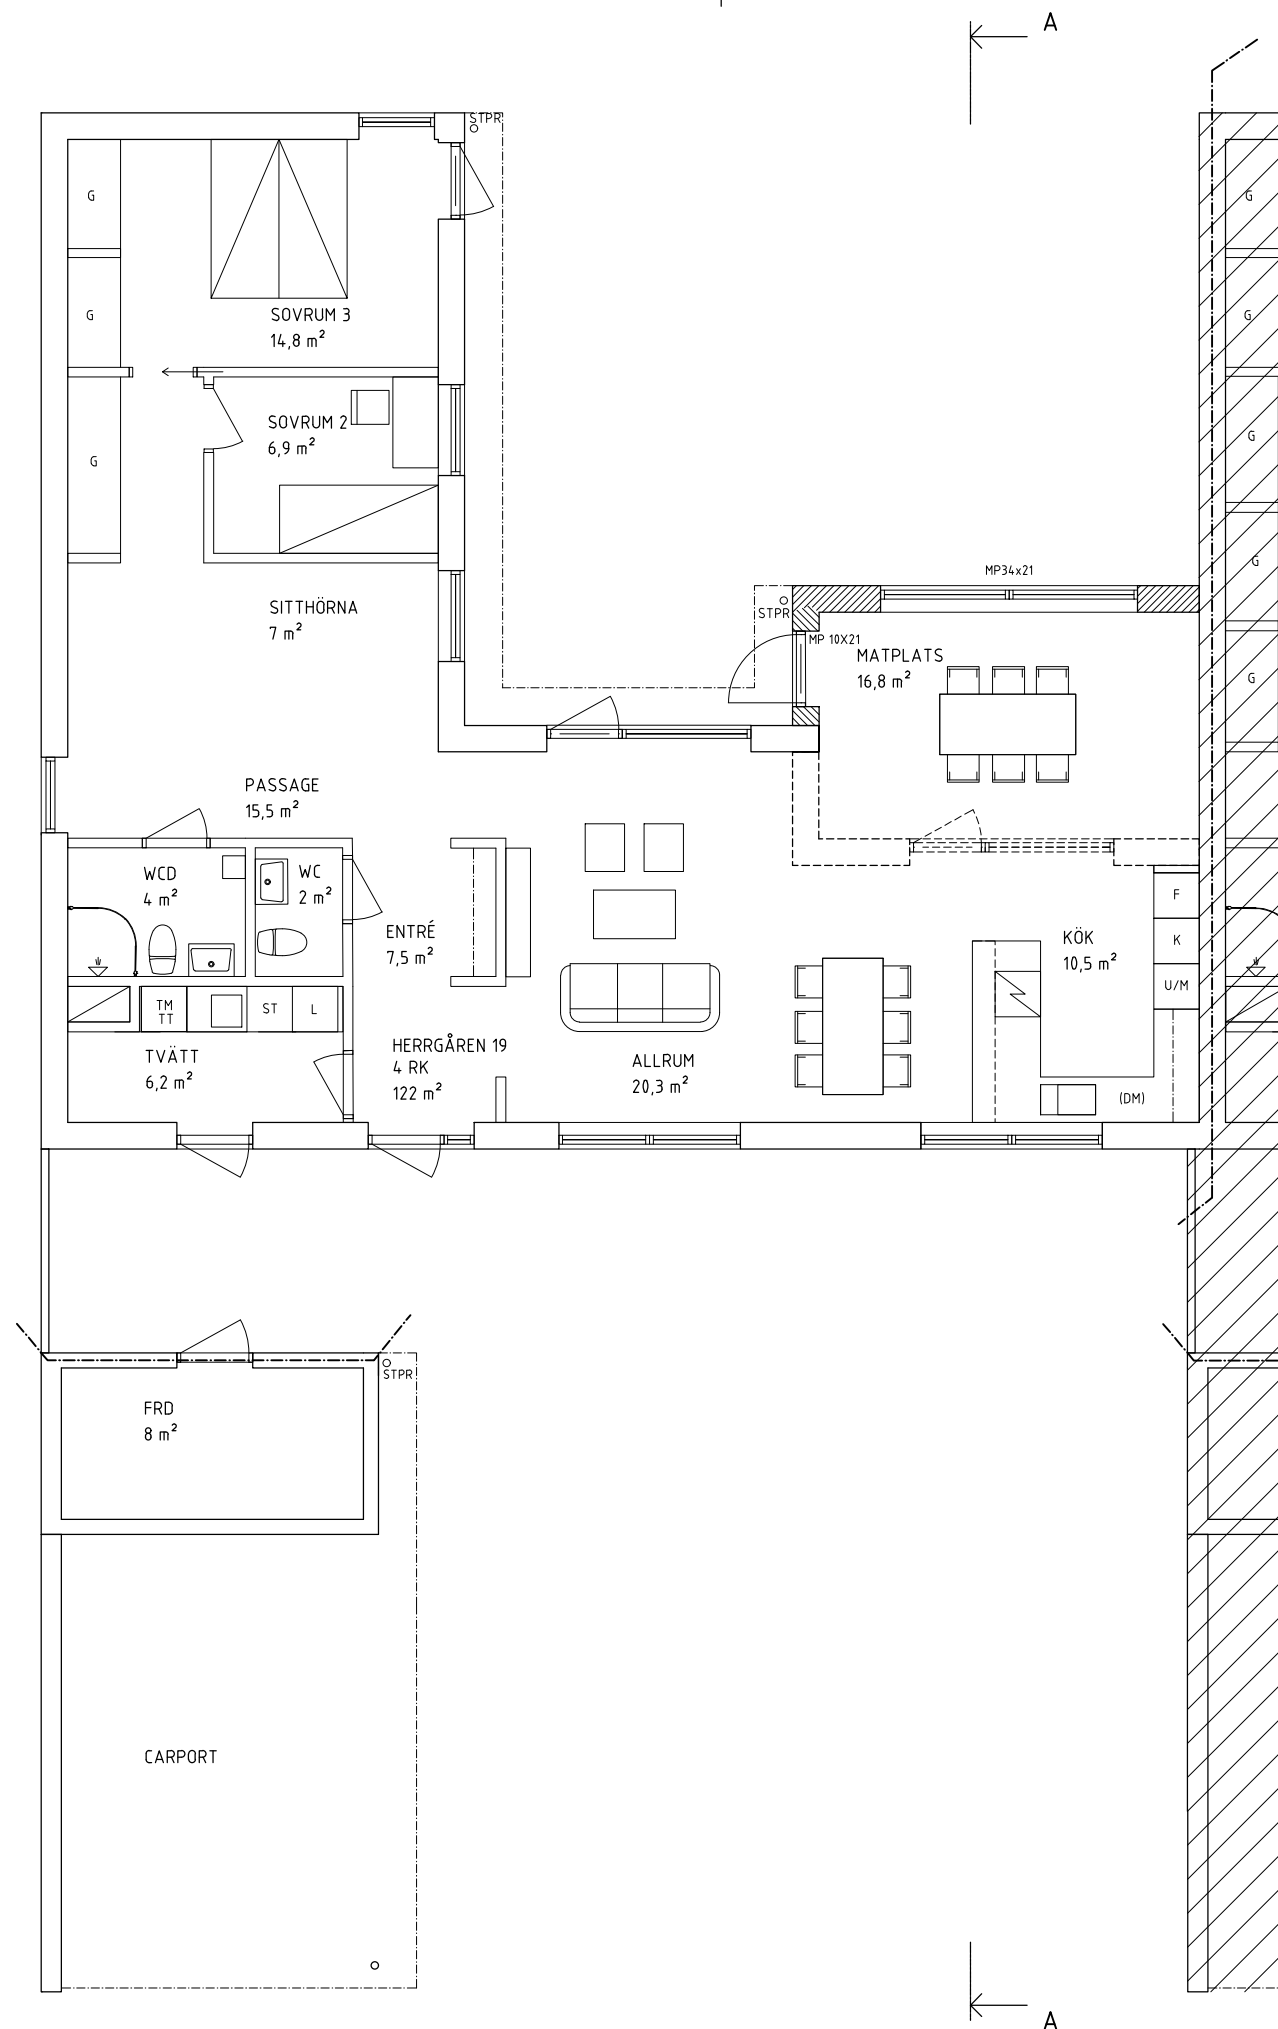 A
STPR
G
G
G
G
SOVRUM 3
14,8 m²
SOVRUM 2
6,9 m²
G
G
G
MP34x21
G
SITTHÖRNA
7 m²
STPR
MP 10X21
MATPLATS
16,8 m²
G
PASSAGE
15,5 m²
WCD
4 m²
WC
2 m²
ENTRÉ
7,5 m²
KÖK
10,5 m²
F
K
U/M
TM
TT
ST
L
TVÄTT
6,2 m²
HERRGÅREN 19
4 RK
122 m²
ALLRUM
20,3 m²
(DM)
STPR
FRD
8 m²
CARPORT
A